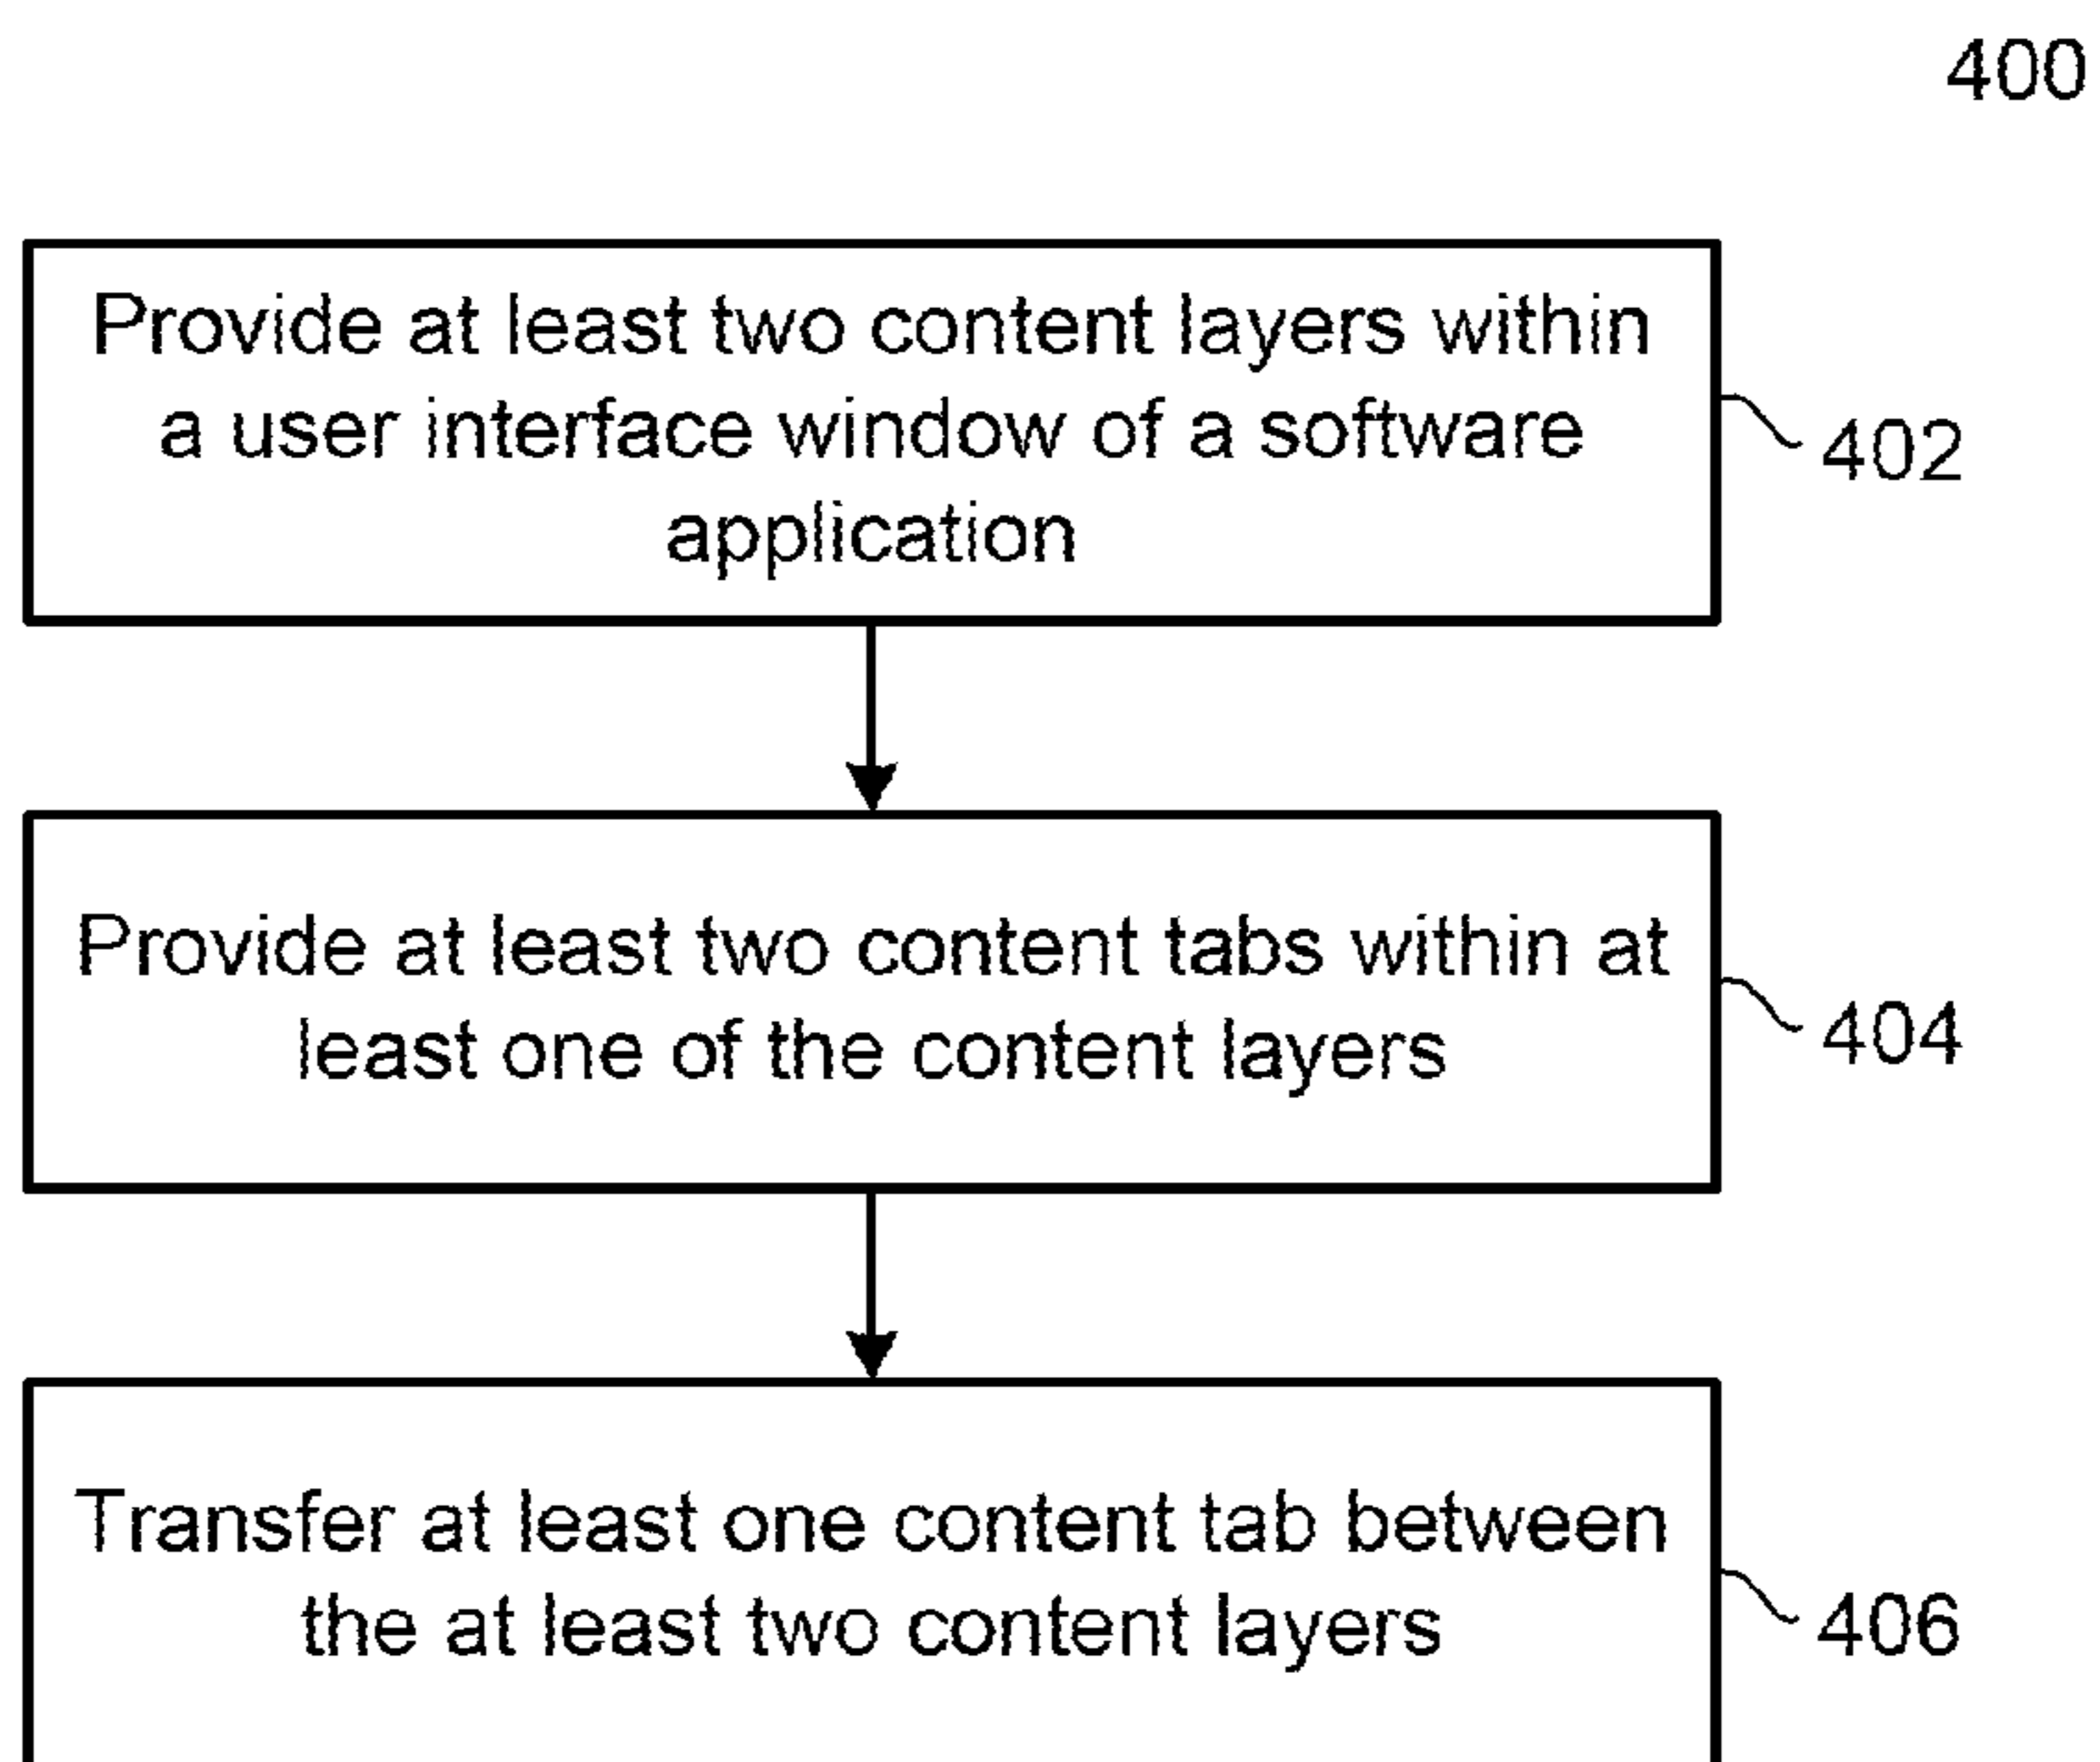 400
Provide at least two content layers within
a user interface window of a software
application
402
Provide at least two content tabs within at
least one of the content layers
404
Transfer at least one content tab between
the at least two content layers
406